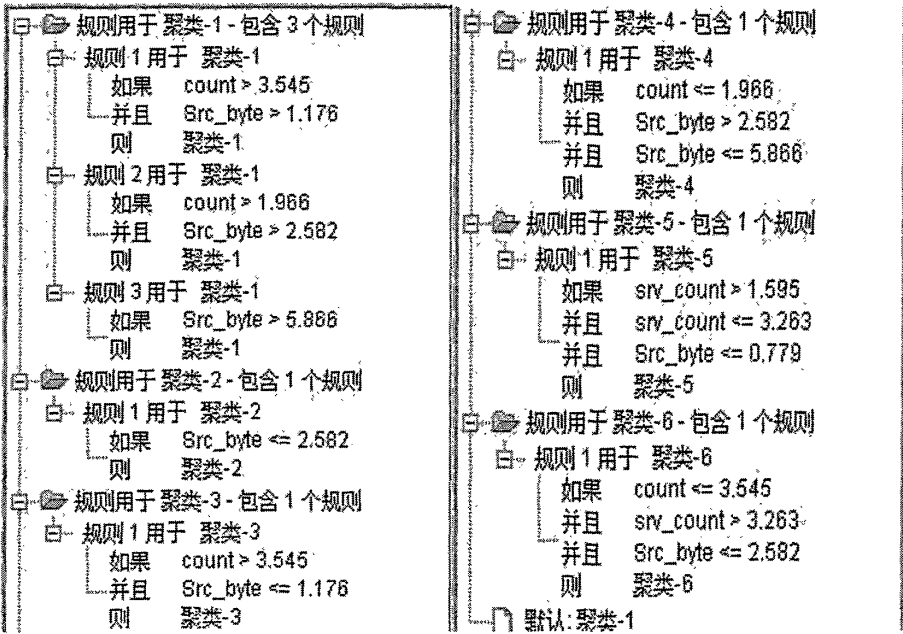 规则用于 聚类-1 - 包含 3 个规则
规则 1 用于 聚类-1
如果 count > 3.545
并且 Src_byte > 1.176
则 聚类-1
规则 2 用于 聚类-1
如果 count > 1.966
并且 Src_byte > 2.582
则 聚类-1
规则 3 用于 聚类-1
如果 Src_byte > 5.866
则 聚类-1
规则用于 聚类-2 - 包含 1 个规则
规则 1 用于 聚类-2
如果 Src_byte <= 2.582
则 聚类-2
规则用于 聚类-3 - 包含 1 个规则
规则 1 用于 聚类-3
如果 count > 3.545
并且 Src_byte <= 1.176
则 聚类-3
规则用于 聚类-4 - 包含 1 个规则
规则 1 用于 聚类-4
如果 count <= 1.966
并且 Src_byte > 2.582
并且 Src_byte <= 5.866
则 聚类-4
规则用于 聚类-5 - 包含 1 个规则
规则 1 用于 聚类-5
如果 srv_count > 1.595
并且 srv_count <= 3.263
并且 Src_byte <= 0.779
则 聚类-5
规则用于 聚类-6 - 包含 1 个规则
规则 1 用于 聚类-6
如果 count <= 3.545
并且 srv_count > 3.263
并且 Src_byte <= 2.582
则 聚类-6
默认: 聚类-1